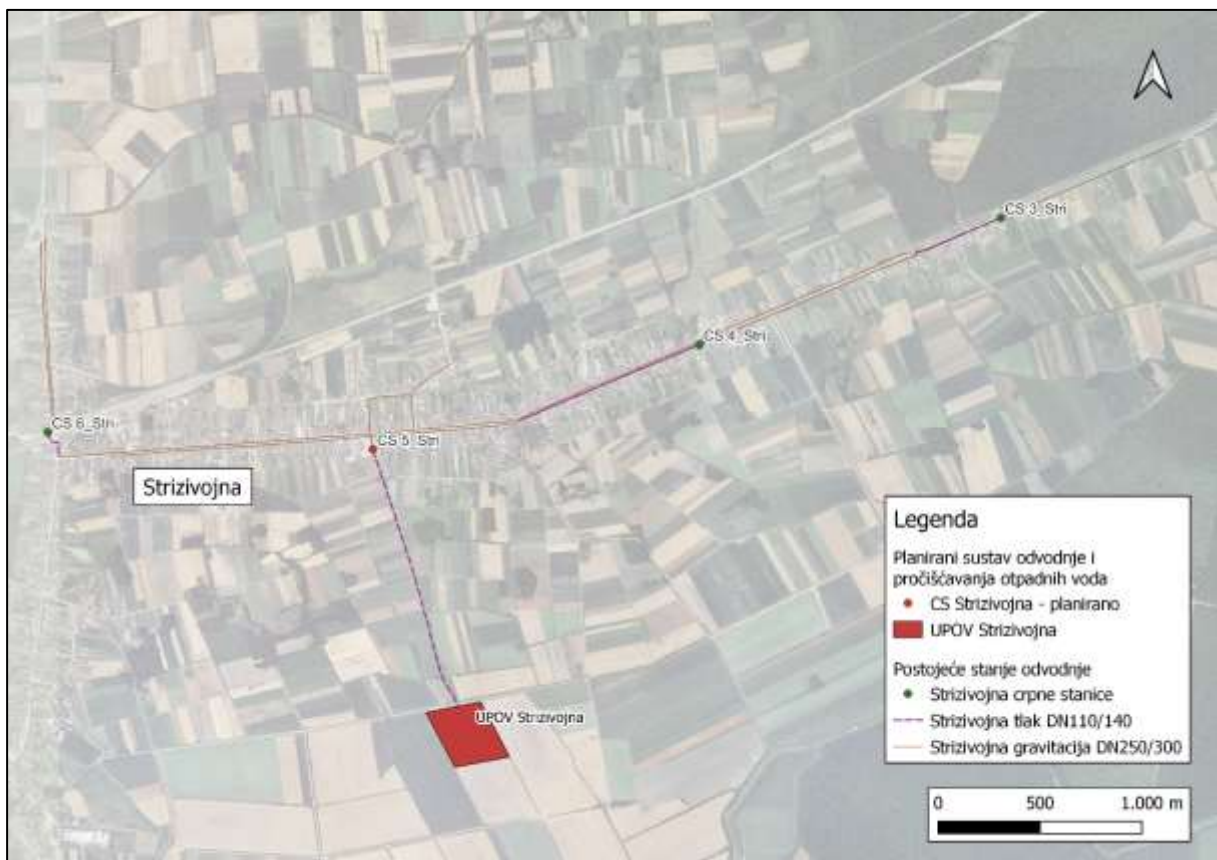 CS 3_Stri
CS 4_Stri
CS 6_Stri
CS 5_Stri
Strizivojna
UPOV Strizivojna
Legenda
Planirani sustav odvodnje i
pročišćavanja otpadnih voda
CS Strizivojna - planirano
UPOV Strizivojna
Postojeće stanje odvodnje
Strizivojna crpne stanice
Strizivojna tlak DN110/140
Strizivojna gravitacija DN250/300
0 500 1.000 m